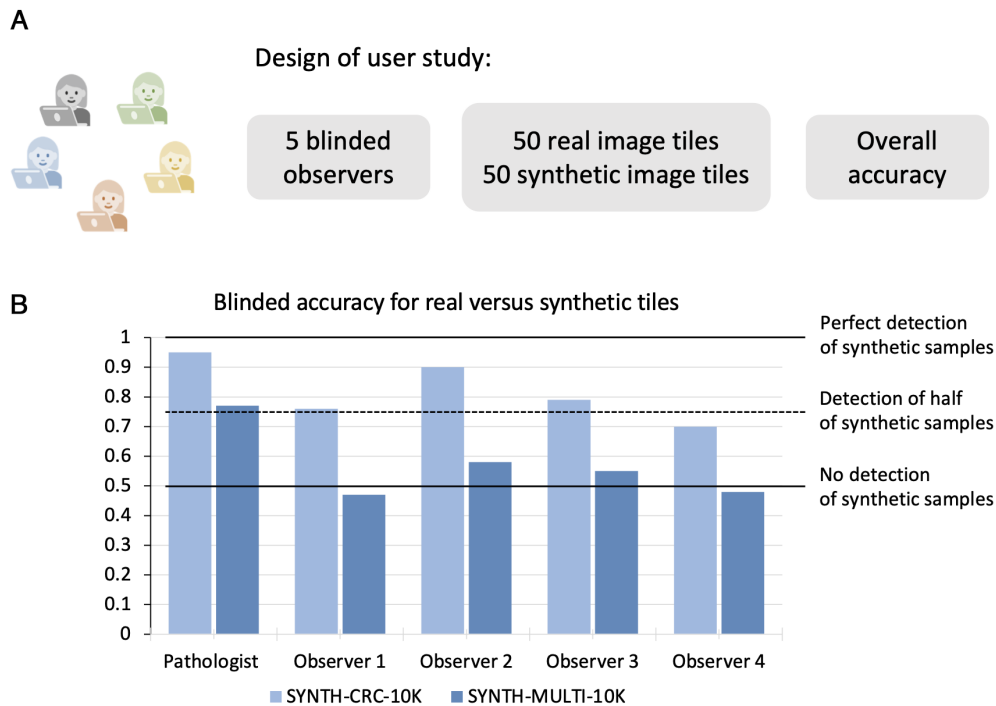 A
Design of user study:
5 blinded
observers
50 real image tiles
50 synthetic image tiles
Overall
accuracy
B
Blinded accuracy for real versus synthetic tiles
1
0.9
0.8
0.7
0.6
0.5
0.4
0.3
0.2
0.1
0
Perfect detection
of synthetic samples
Detection of half
of synthetic samples
No detection
of synthetic samples
Pathologist Observer 1 Observer 2 Observer 3 Observer 4
SYNTH-CRC-10K SYNTH-MULTI-10K